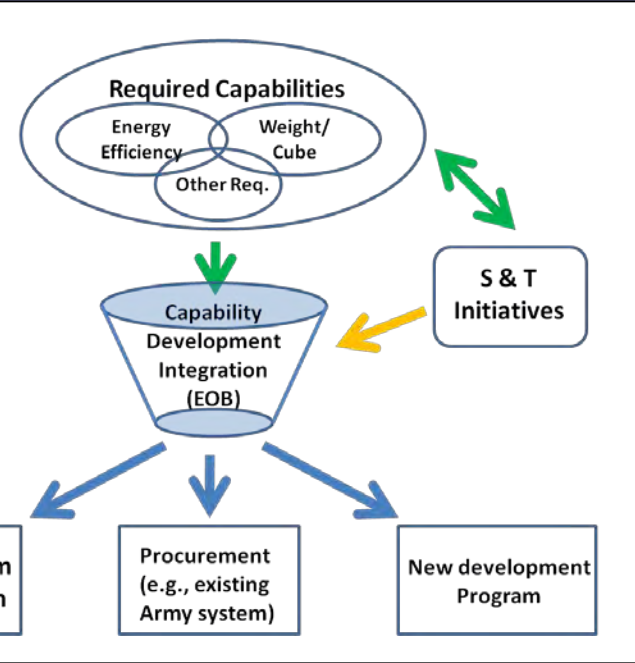 Required Capabilities
Energy
Efficiency
Weight/
Cube
Other Req.
S & T
Initiatives
Capability
Development
Integration
(EOB)
Procurement
(e.g., existing
Army system)
New development
Program